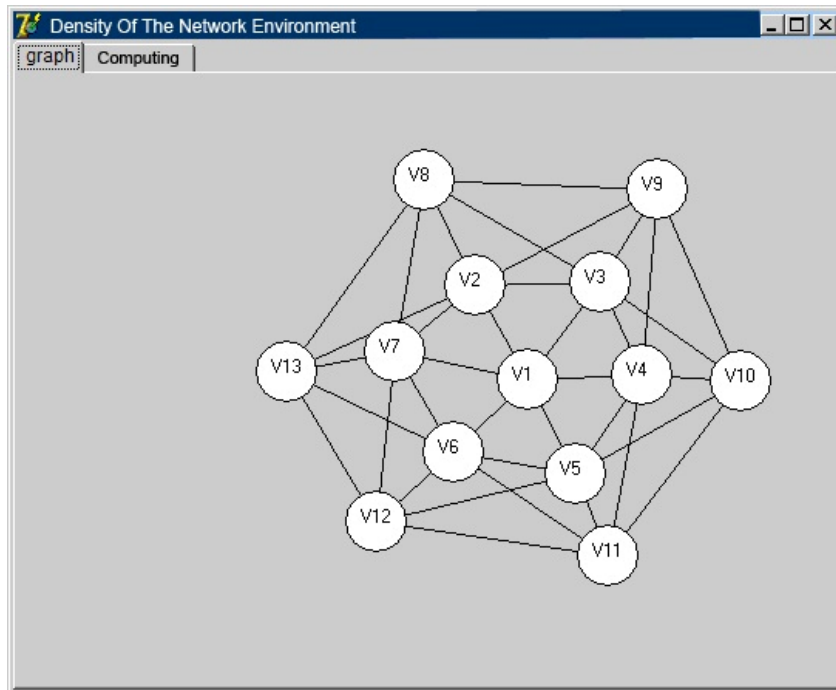 Density Of The Network Environment
graph Computing
V8
V9
V2
V3
V7
V13
V1
V4
V10
V6
V5
V12
V11